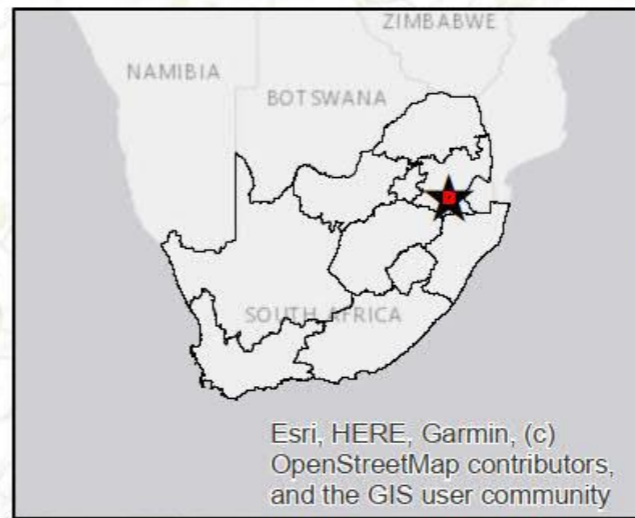 ZIMBABWE
NAMIBIA
BOTSWANA
SOUTH AFRICA
Esri, HERE, Garmin, (c)
OpenStreetMap contributors,
and the GIS user community